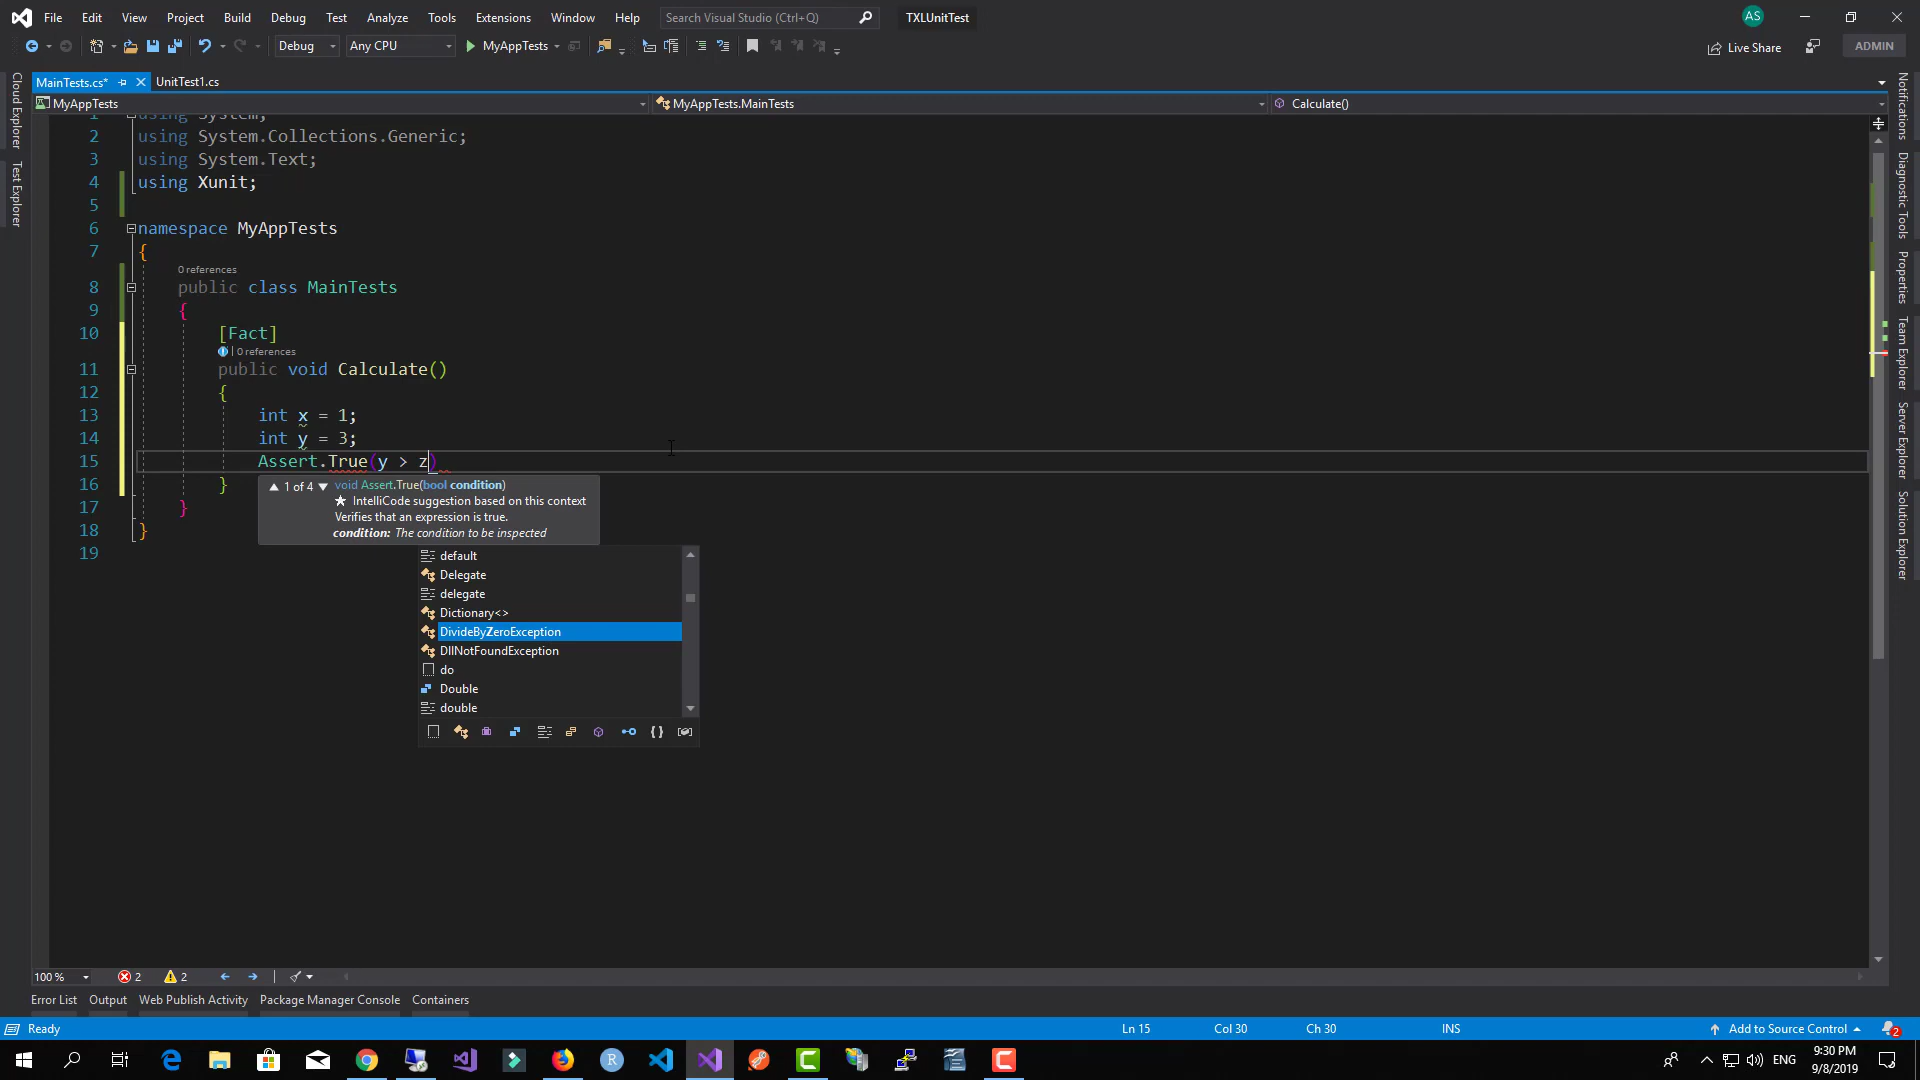 File Edit View Project Build Debug Test Analyze Tools Extensions Window Help Search Visual Studio (Ctrl+Q) TXLUnitTest AS
Debug Any CPU MyAppTests Live Share ADMIN
MainTests.cs* UnitTest1.cs
MyAppTests MyAppTests.MainTests Calculate()
Cloud Explorer
Test Explorer
1 using System;
2 using System.Collections.Generic;
3 using System.Text;
4 using Xunit;
5
6 namespace MyAppTests
7 {
0 references
8 public class MainTests
9 {
10 [Fact]
0 references
11 public void Calculate()
12 {
13 int x = 1;
14 int y = 3;
15 Assert.True(y > z)
16 }
17 }
18 }
19
1 of 4 void Assert.True(bool condition)
★ IntelliCode suggestion based on this context
Verifies that an expression is true.
condition: The condition to be inspected
default
Delegate
delegate
Dictionary<>
DivideByZeroException
DllNotFoundException
do
Double
double
Notifications
Diagnostic Tools
Properties
Team Explorer
Server Explorer
Solution Explorer
100 % 2 2
Error List Output Web Publish Activity Package Manager Console Containers
Ready Ln 15 Col 30 Ch 30 INS Add to Source Control 2
ENG 9:30 PM
9/8/2019